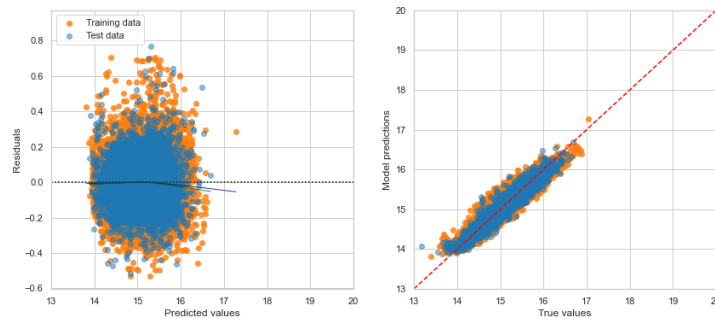 Training data
Test data
0.8
0.6
0.4
0.2
0.0
−0.2
−0.4
−0.6
13 14 15 16 17 18 19 20
Residuals
Predicted values
20
19
18
17
16
15
14
13
13 14 15 16 17 18 19
Model predictions
True values